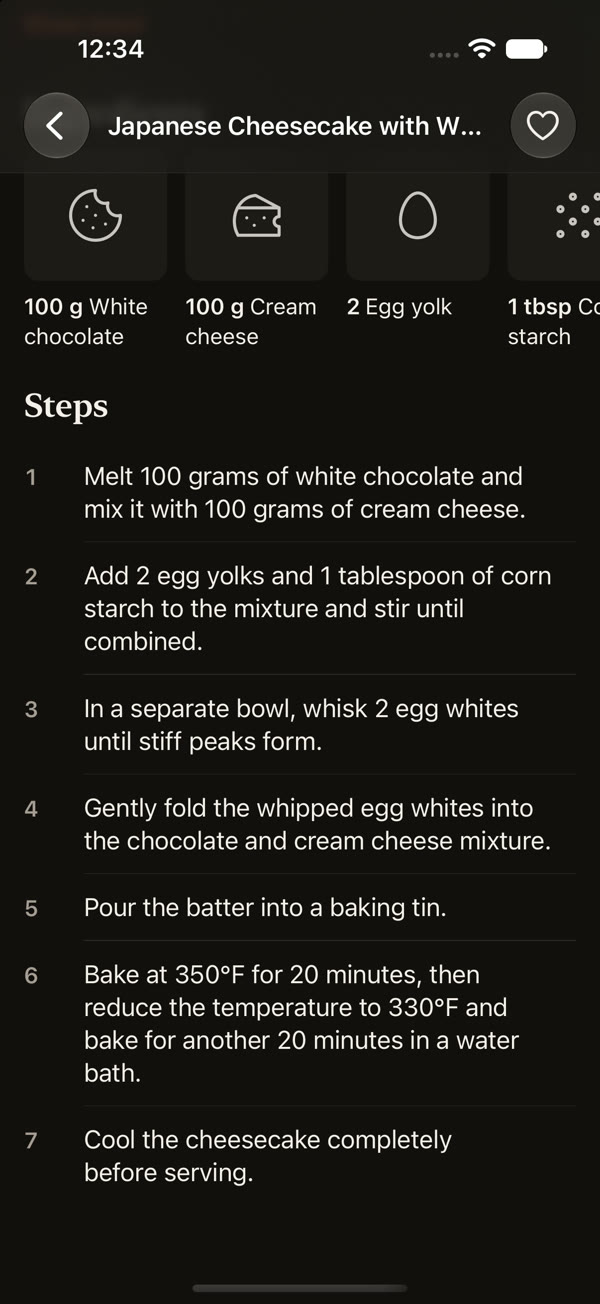 12:34
Japanese Cheesecake with W...
100 g White
chocolate
100 g Cream
cheese
2 Egg yolk
1 tbsp
starch
Steps
1
Melt 100 grams of white chocolate and
mix it with 100 grams of cream cheese.
2
Add 2 egg yolks and 1 tablespoon of corn
starch to the mixture and stir until
combined.
3
In a separate bowl, whisk 2 egg whites
until stiff peaks form.
4
Gently fold the whipped egg whites into
the chocolate and cream cheese mixture.
5
Pour the batter into a baking tin.
6
Bake at 350°F for 20 minutes, then
reduce the temperature to 330°F and
bake for another 20 minutes in a water
bath.
7
Cool the cheesecake completely
before serving.